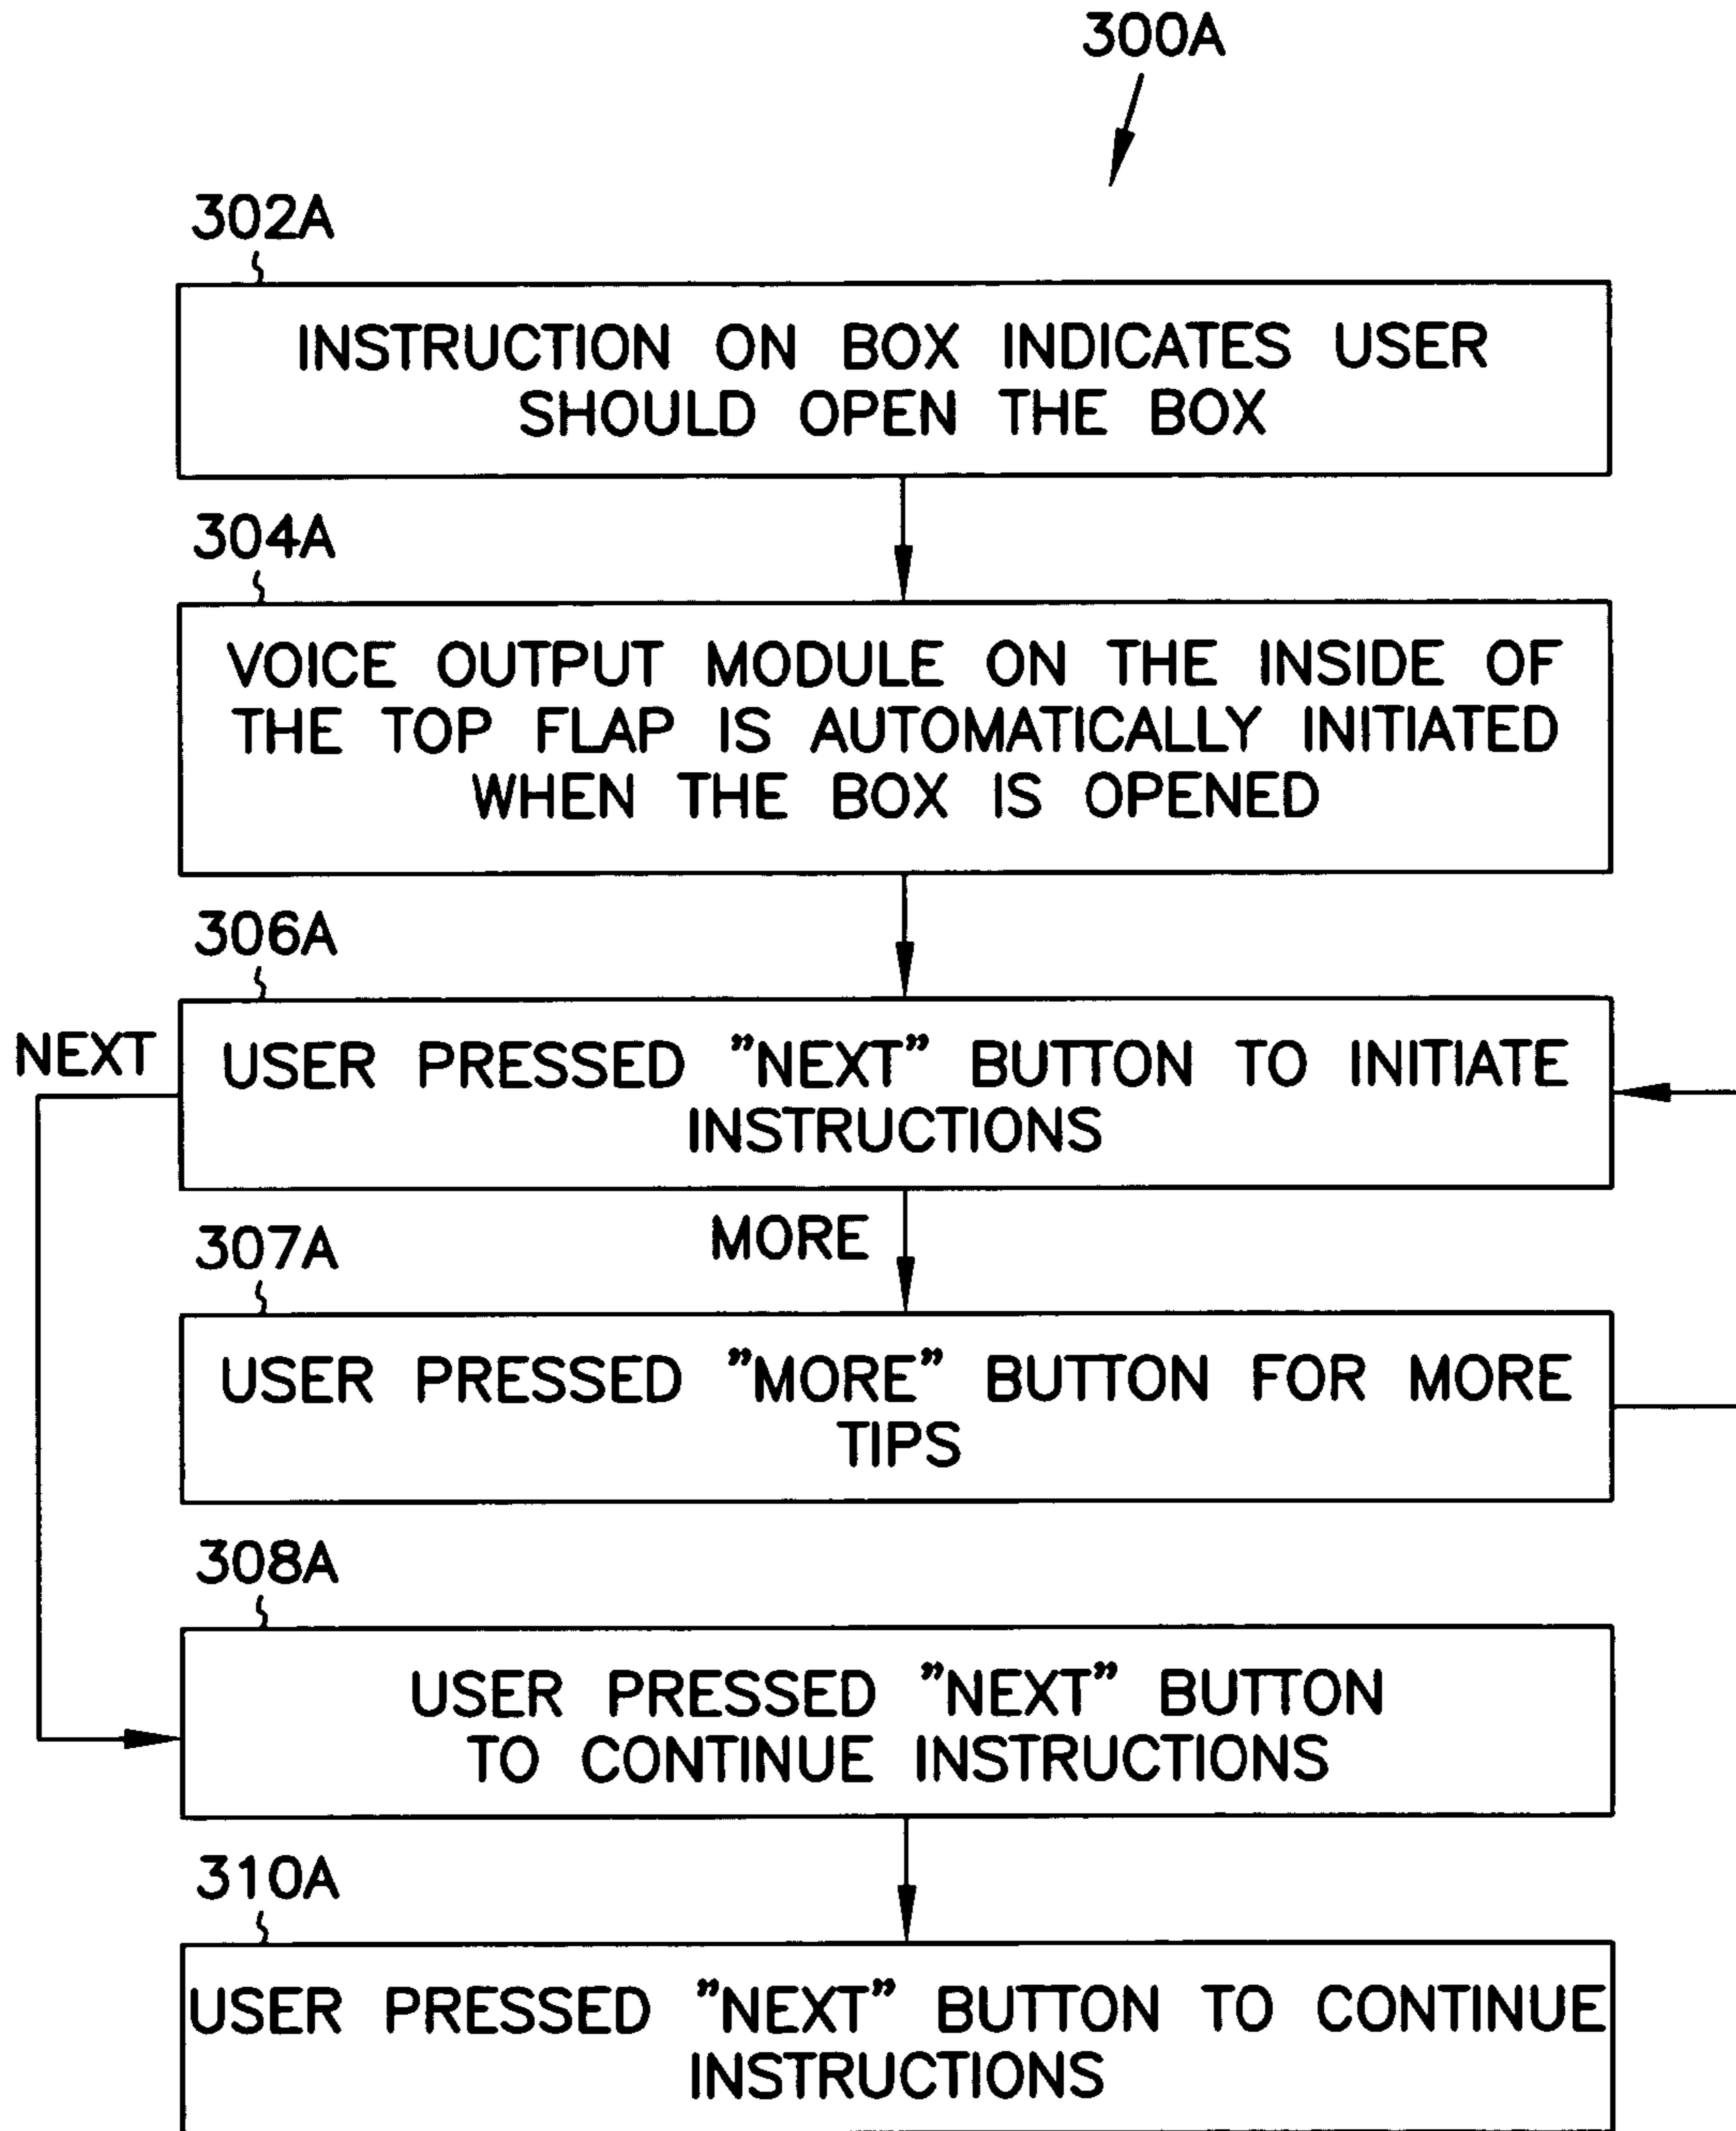 300A
302A
INSTRUCTION ON BOX INDICATES USER
SHOULD OPEN THE BOX
304A
VOICE OUTPUT MODULE ON THE INSIDE OF
THE TOP FLAP IS AUTOMATICALLY INITIATED
WHEN THE BOX IS OPENED
306A
NEXT
USER PRESSED "NEXT" BUTTON TO INITIATE
INSTRUCTIONS
MORE
307A
USER PRESSED "MORE" BUTTON FOR MORE
TIPS
308A
USER PRESSED "NEXT" BUTTON
TO CONTINUE INSTRUCTIONS
310A
USER PRESSED "NEXT" BUTTON TO CONTINUE
INSTRUCTIONS